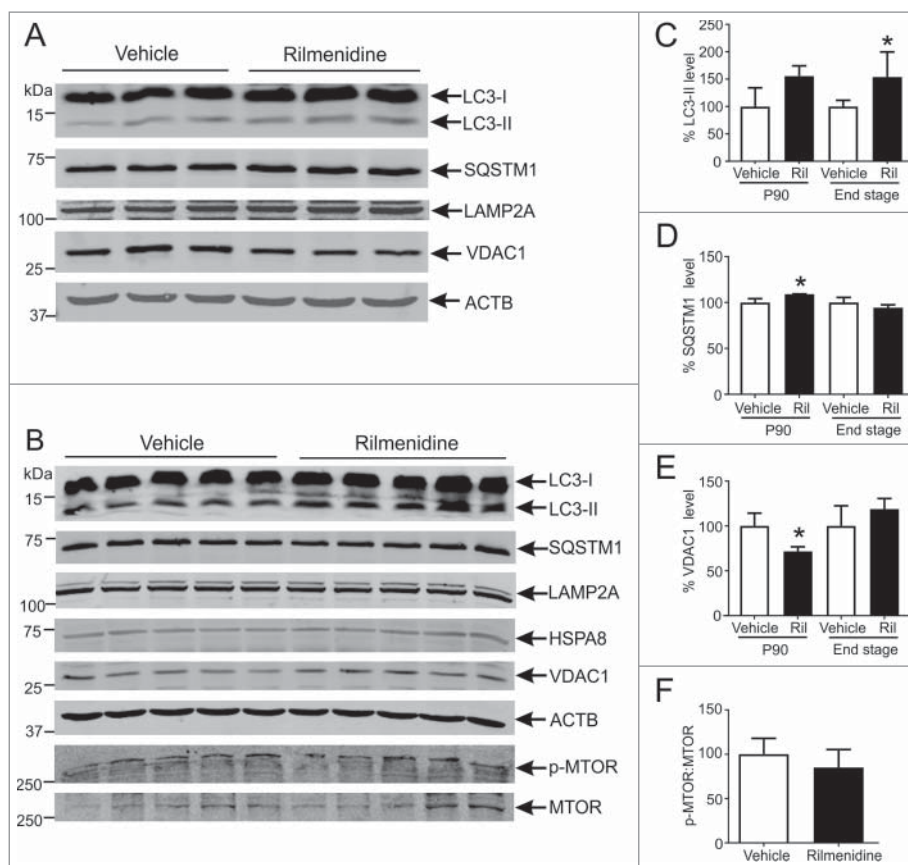 A
Vehicle Rilmenidine
kDa
15
LC3-I
LC3-II
75
SQSTM1
LAMP2A
100
VDAC1
25
ACTB
37
B
Vehicle Rilmenidine
kDa
LC3-I
15
LC3-II
75
SQSTM1
LAMP2A
100
75
HSPA8
VDAC1
25
ACTB
37
p-MTOR
250
MTOR
250
C
% LC3-II level
200
150
100
50
0
*
Vehicle Ril Vehicle Ril
P90 End stage
D
% SQSTM1 level
150
100
50
0
*
Vehicle Ril Vehicle Ril
P90 End stage
E
% VDAC1 level
150
100
50
0
*
Vehicle Ril Vehicle Ril
P90 End stage
F
p-MTOR:MTOR
150
100
50
0
Vehicle Rilmenidine